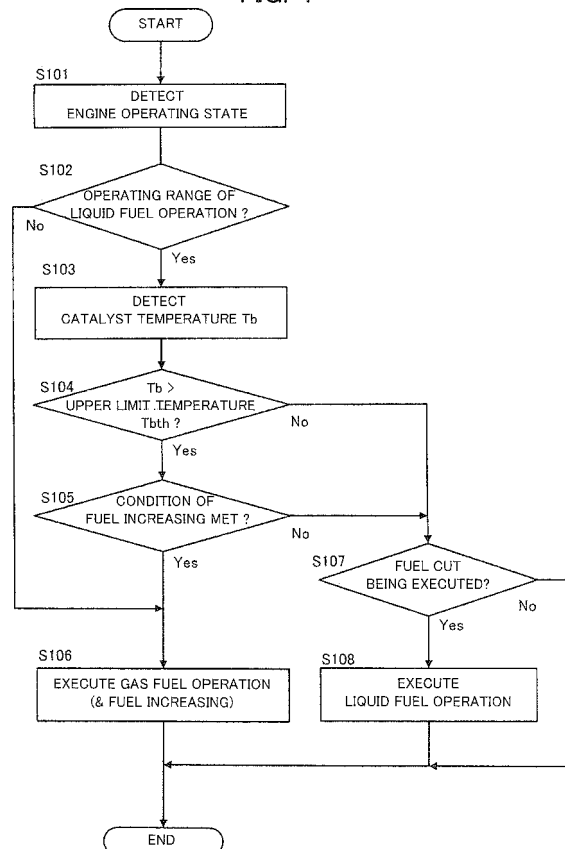 START
S101
DETECT
ENGINE OPERATING STATE
S102
OPERATING RANGE OF
LIQUID FUEL OPERATION ?
No
Yes
S103
DETECT
CATALYST TEMPERATURE Tb
S104
Tb >
UPPER LIMIT TEMPERATURE
Tbth ?
No
Yes
S105
CONDITION OF
FUEL INCREASING MET ?
No
Yes
S107
FUEL CUT
BEING EXECUTED?
No
Yes
S106
EXECUTE GAS FUEL OPERATION
(& FUEL INCREASING)
S108
EXECUTE
LIQUID FUEL OPERATION
END